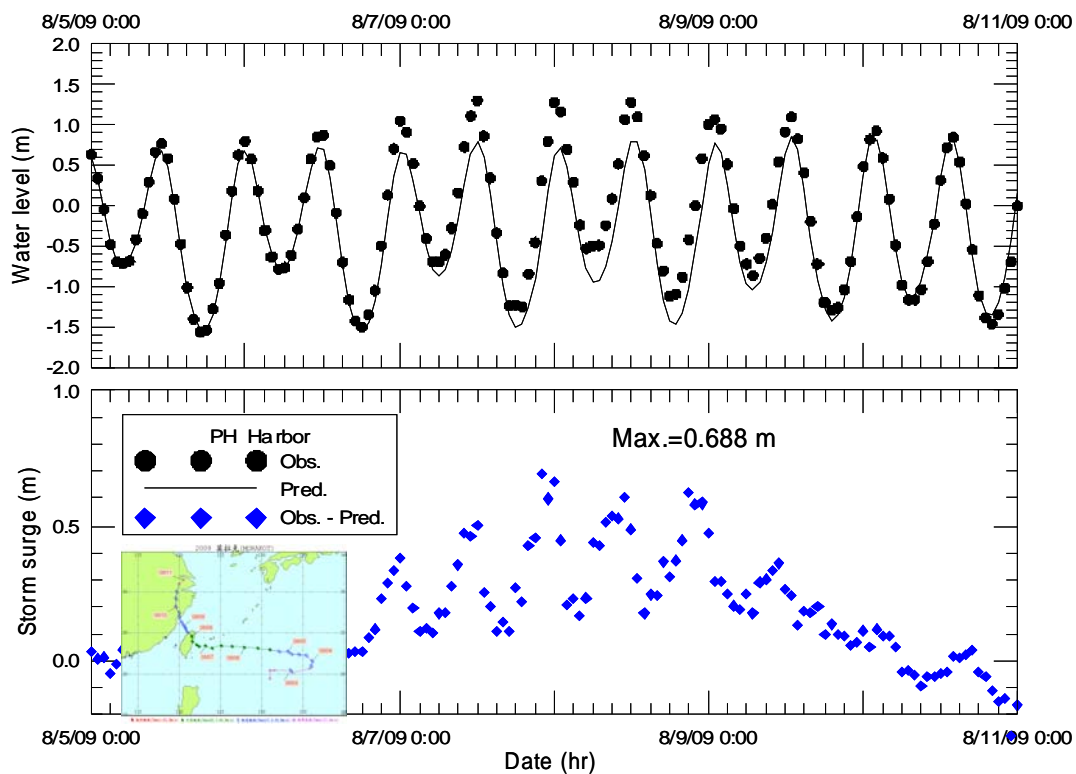 8/5/09 0:00 8/7/09 0:00 8/9/09 0:00 8/11/09 0:00
2.0
1.5
1.0
0.5
0.0
-0.5
-1.0
-1.5
-2.0
Water level (m)
1.0
0.5
0.0
Storm surge (m)
PH Harbor
Obs.
Pred.
Obs. - Pred.
Max.=0.688 m
2009
8/5/09 0:00 8/7/09 0:00 8/9/09 0:00 8/11/09 0:00
Date (hr)